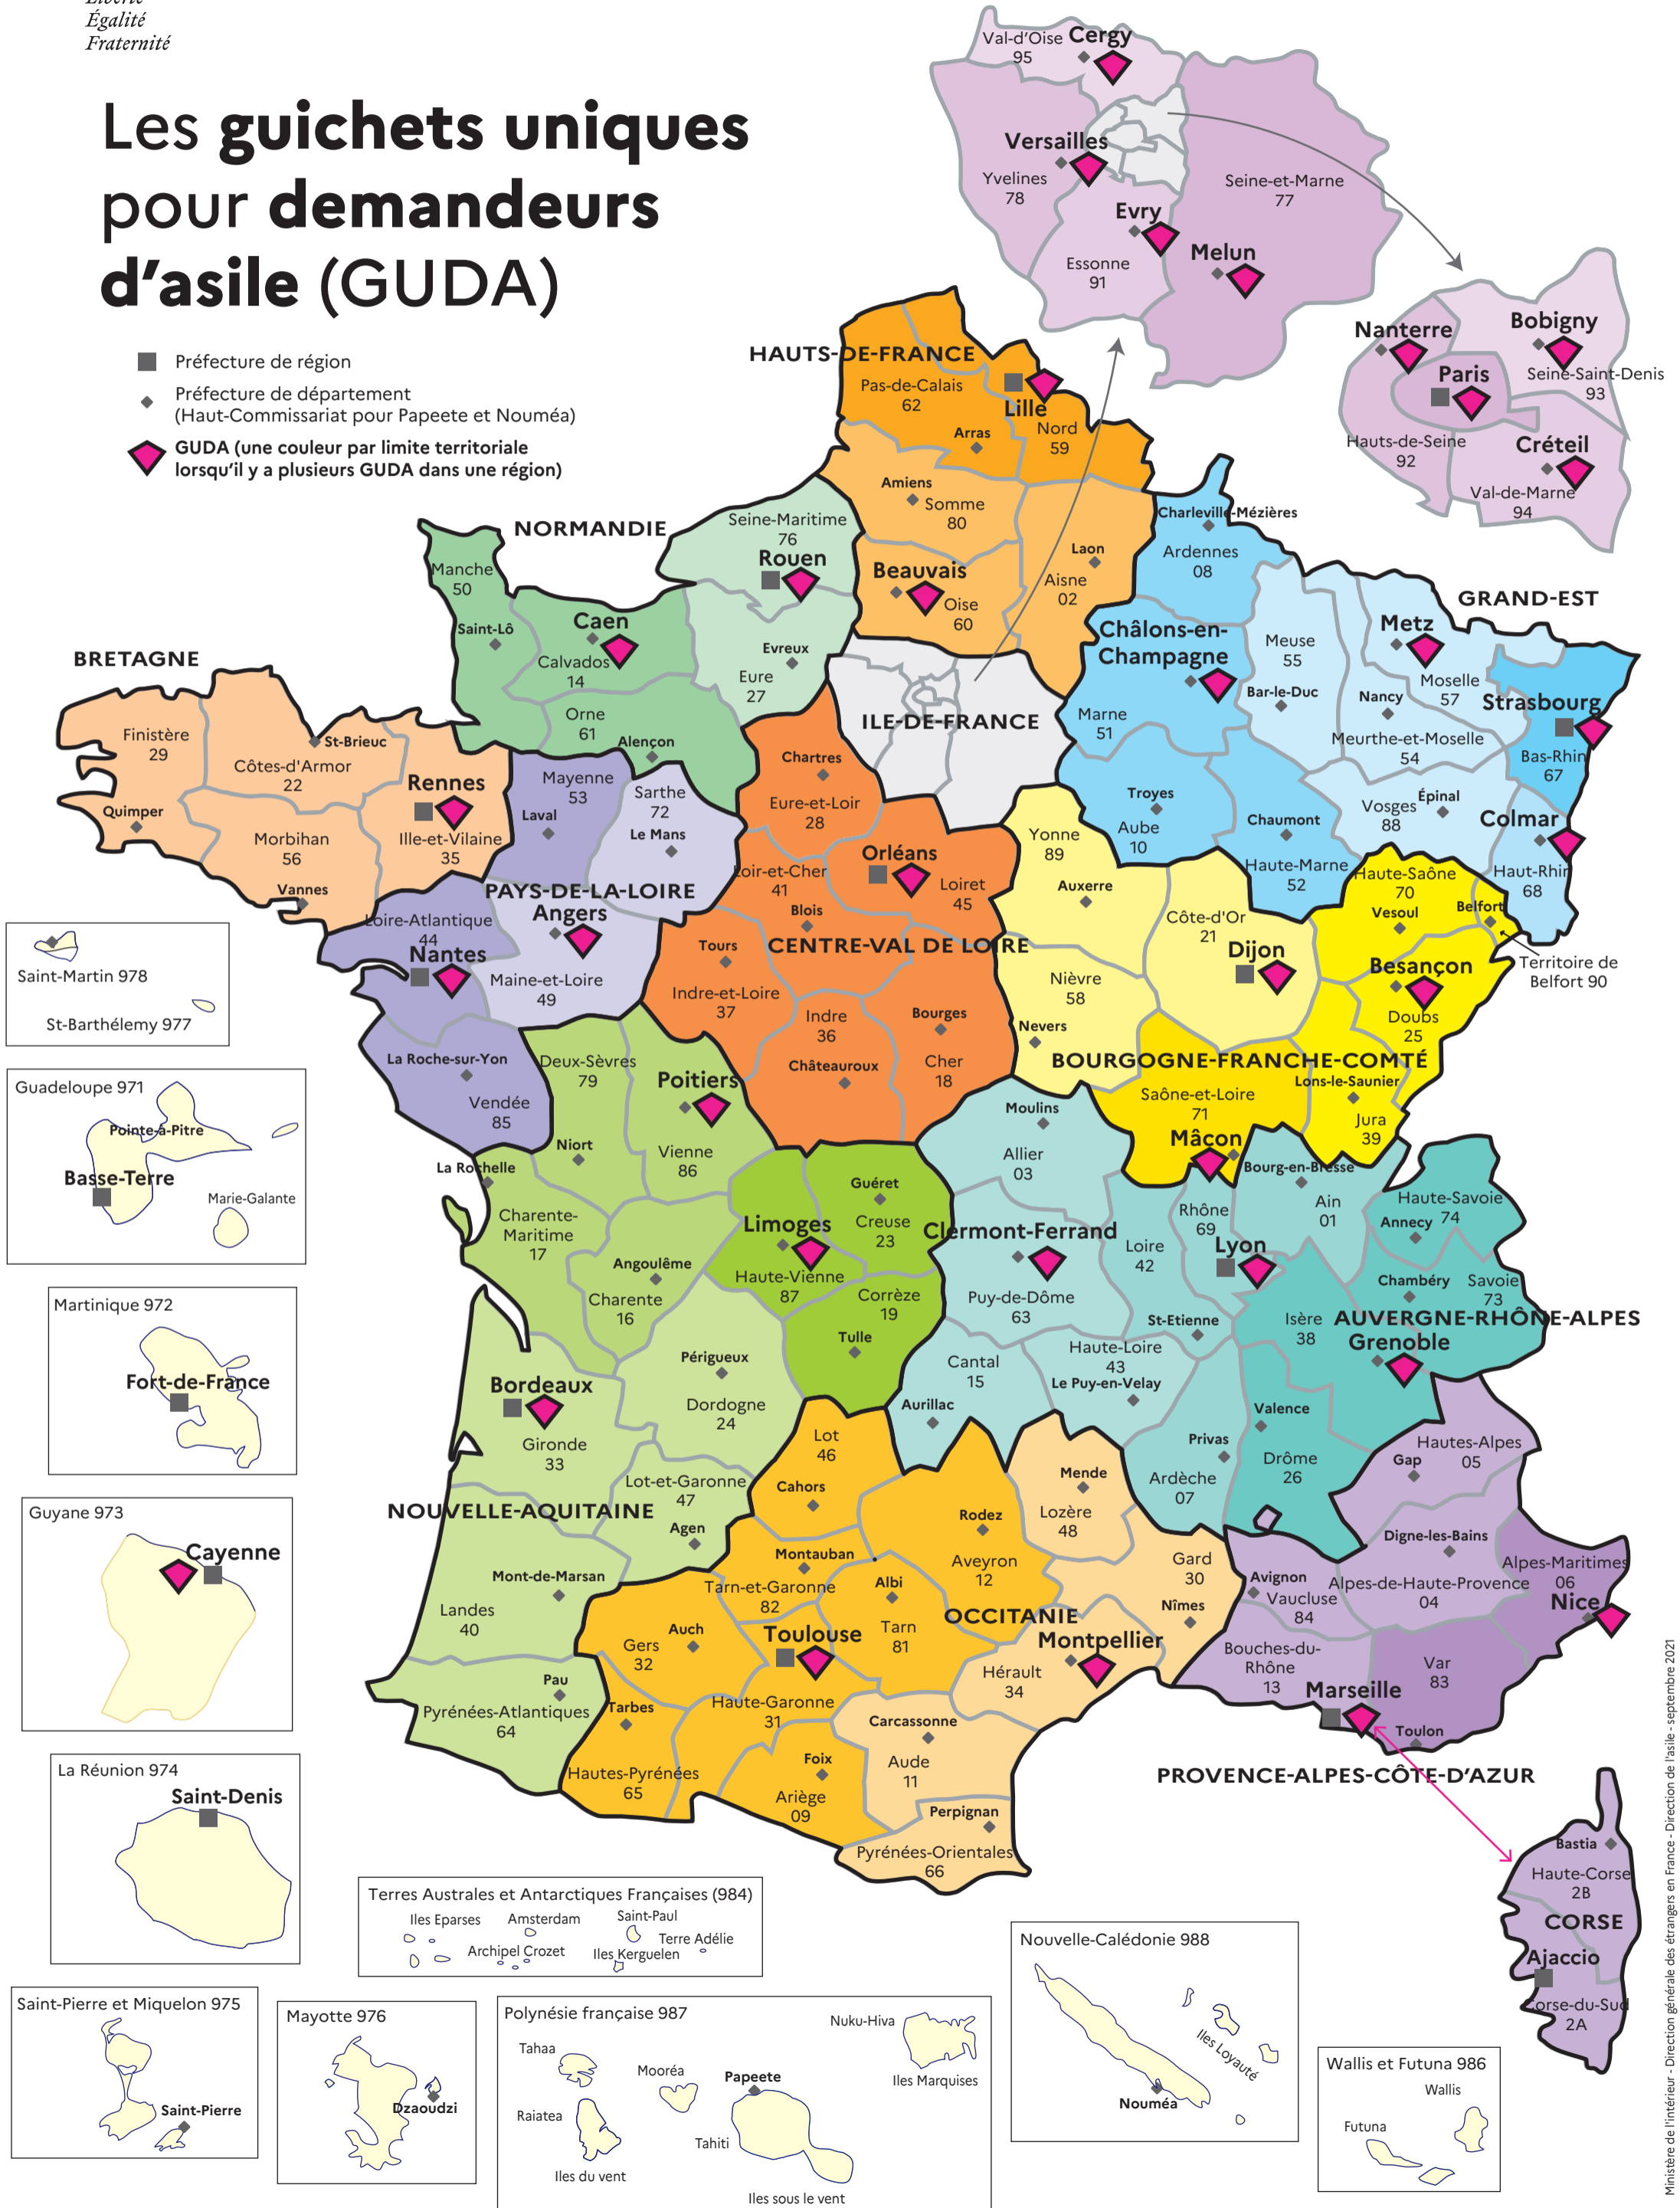 Égalité
Fraternité
Les guichets uniques
pour demandeurs
d'asile (GUDA)
Préfecture de région
Préfecture de département
(Haut-Commissariat pour Papeete et Nouméa)
GUDA (une couleur par limite territoriale
lorsqu'il y a plusieurs GUDA dans une région)
Val-d'Oise
95
Cergy
Versailles
Yvelines
78
Seine-et-Marne
77
Evry
Essonne
91
Melun
Nanterre
Bobigny
Seine-Saint-Denis
93
Paris
Hauts-de-Seine
92
Créteil
Val-de-Marne
94
HAUTS-DE-FRANCE
Pas-de-Calais
62
Lille
Nord
59
Arras
Amiens
Somme
80
Laon
Aisne
02
Beauvais
Oise
60
NORMANDIE
Seine-Maritime
76
Rouen
Manche
50
Saint-Lô
Caen
Calvados
14
Evreux
Eure
27
Orne
61
Alençon
GRAND-EST
Charleville-Mézières
Ardennes
08
Châlons-en-
Champagne
Marne
51
Meuse
55
Bar-le-Duc
Metz
Moselle
57
Nancy
Meurthe-et-Moselle
54
Strasbourg
Bas-Rhin
67
Troyes
Aube
10
Chaumont
Haute-Marne
52
Vosges
88
Épinal
Colmar
Haut-Rhin
68
BRETAGNE
Finistère
29
Quimper
Côtes-d'Armor
22
St-Brieuc
Morbihan
56
Vannes
Rennes
Ille-et-Vilaine
35
ILE-DE-FRANCE
PAYS-DE-LA-LOIRE
Mayenne
53
Laval
Sarthe
72
Le Mans
Loire-Atlantique
44
Nantes
Angers
Maine-et-Loire
49
La Roche-sur-Yon
Vendée
85
CENTRE-VAL DE LOIRE
Chartres
Eure-et-Loir
28
Loir-et-Cher
41
Blois
Orléans
Loiret
45
Tours
Indre-et-Loire
37
Indre
36
Châteauroux
Bourges
Cher
18
BOURGOGNE-FRANCHE-COMTÉ
Yonne
89
Auxerre
Côte-d'Or
21
Dijon
Nièvre
58
Nevers
Haute-Saône
70
Vesoul
Belfort
Territoire de
Belfort 90
Besançon
Doubs
25
Saône-et-Loire
71
Mâcon
Lons-le-Saunier
Jura
39
NOUVELLE-AQUITAINE
Deux-Sèvres
79
Niort
Poitiers
Vienne
86
La Rochelle
Charente-
Maritime
17
Angoulême
Charente
16
Limoges
Haute-Vienne
87
Guéret
Creuse
23
Corrèze
19
Tulle
Bordeaux
Gironde
33
Périgueux
Dordogne
24
Lot-et-Garonne
47
Agen
Mont-de-Marsan
Landes
40
Pau
Pyrénées-Atlantiques
64
AUVERGNE-RHÔNE-ALPES
Moulins
Allier
03
Clermont-Ferrand
Puy-de-Dôme
63
Cantal
15
Aurillac
Haute-Loire
43
Le Puy-en-Velay
Loire
42
St-Etienne
Rhône
69
Lyon
Bourg-en-Bresse
Ain
01
Haute-Savoie
74
Annecy
Chambéry
Savoie
73
Isère
38
Grenoble
Valence
Drôme
26
Privas
Ardèche
07
OCCITANIE
Lot
46
Cahors
Rodez
Aveyron
12
Mende
Lozère
48
Gard
30
Nîmes
Montauban
Tarn-et-Garonne
82
Albi
Tarn
81
Auch
Gers
32
Toulouse
Haute-Garonne
31
Montpellier
Hérault
34
Tarbes
Hautes-Pyrénées
65
Foix
Ariège
09
Carcassonne
Aude
11
Perpignan
Pyrénées-Orientales
66
PROVENCE-ALPES-CÔTE-D'AZUR
Hautes-Alpes
05
Gap
Digne-les-Bains
Alpes-de-Haute-Provence
04
Alpes-Maritimes
06
Nice
Avignon
Vaucluse
84
Bouches-du-
Rhône
13
Marseille
Var
83
Toulon
CORSE
Bastia
Haute-Corse
2B
Ajaccio
Corse-du-Sud
2A
Saint-Martin 978
St-Barthélemy 977
Guadeloupe 971
Pointe-à-Pitre
Basse-Terre
Marie-Galante
Martinique 972
Fort-de-France
Guyane 973
Cayenne
La Réunion 974
Saint-Denis
Terres Australes et Antarctiques Françaises (984)
Iles Eparses
Amsterdam
Saint-Paul
Terre Adélie
Archipel Crozet
Iles Kerguelen
Saint-Pierre et Miquelon 975
Saint-Pierre
Mayotte 976
Dzaoudzi
Polynésie française 987
Nuku-Hiva
Iles Marquises
Tahaa
Mooréa
Papeete
Raiatea
Tahiti
Iles du vent
Iles sous le vent
Nouvelle-Calédonie 988
Iles Loyauté
Nouméa
Wallis et Futuna 986
Wallis
Futuna
Ministère de l'intérieur - Direction générale des étrangers en France - Direction de l'asile - septembre 2021